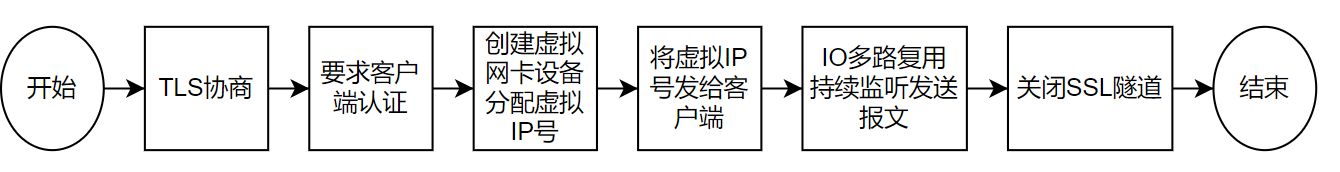 开始
TLS协商
要求客户
端认证
创建虚拟
网卡设备
分配虚拟
IP号
将虚拟IP
号发给客
户端
IO多路复用
持续监听发送
报文
关闭SSL隧道
结束